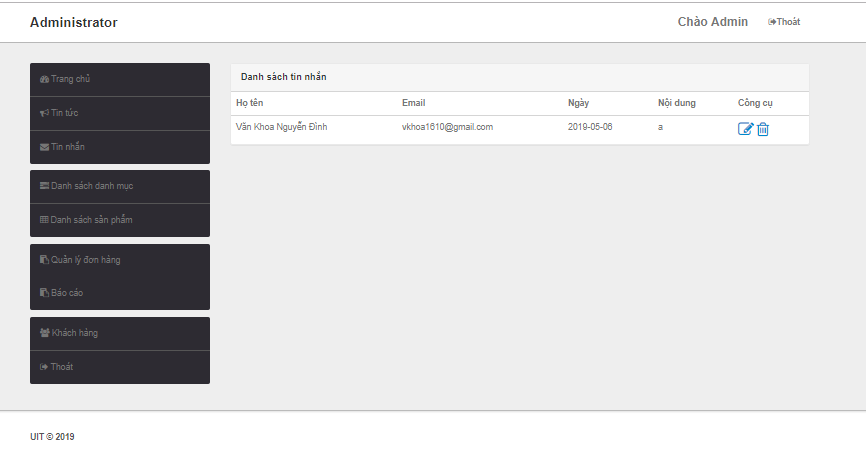 Administrator
Chào Admin
Thoát
Trang chủ
Tin tức
Tin nhắn
Danh sách danh mục
Danh sách sản phẩm
Quản lý đơn hàng
Báo cáo
Khách hàng
Thoát
Danh sách tin nhắn
Họ tên Email Ngày Nội dung Công cụ
Văn Khoa Nguyễn Đình vkhoa1610@gmail.com 2019-05-06 a
UIT © 2019